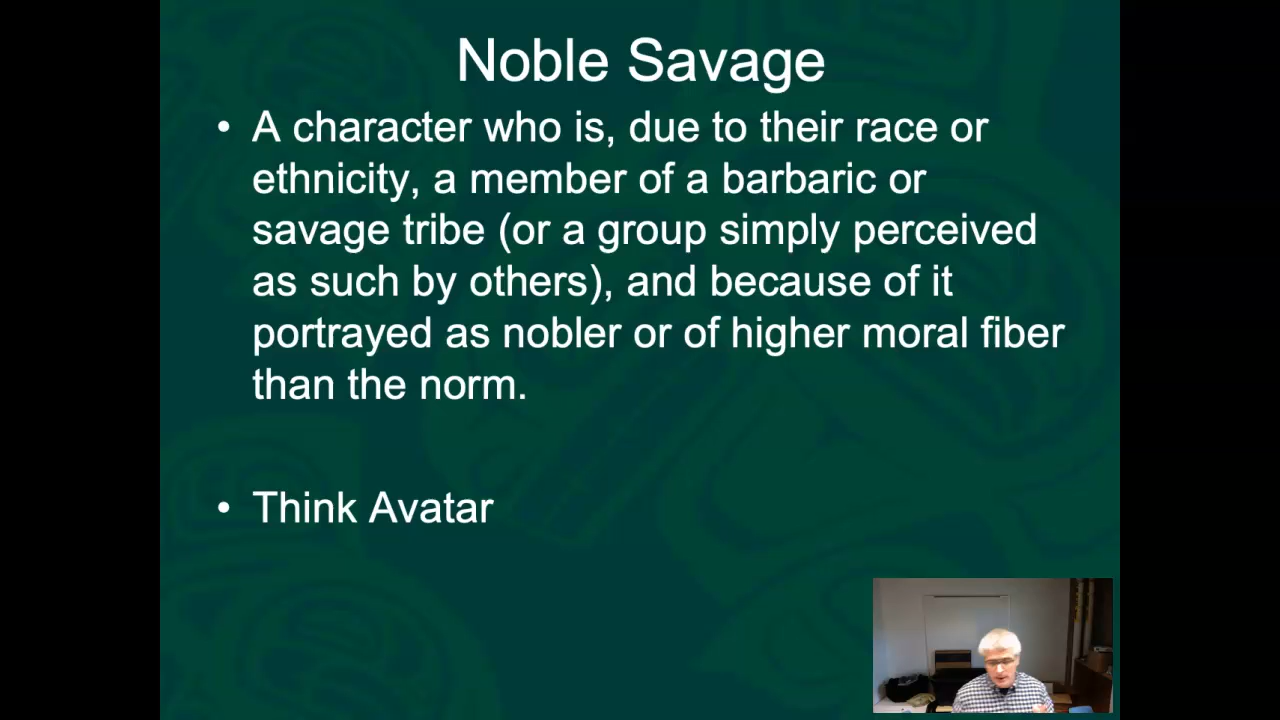 Noble Savage
• A character who is, due to their race or
ethnicity, a member of a barbaric or
savage tribe (or a group simply perceived
as such by others), and because of it
portrayed as nobler or of higher moral fiber
than the norm.
• Think Avatar